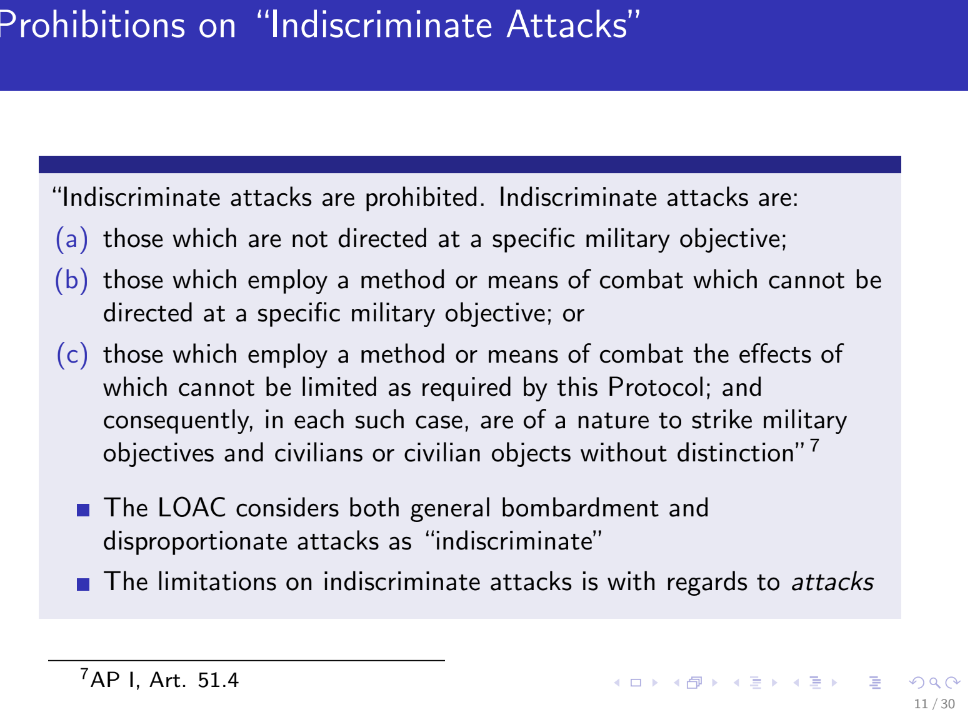 Prohibitions on “Indiscriminate Attacks”
“Indiscriminate attacks are prohibited. Indiscriminate attacks are:
(a) those which are not directed at a specific military objective;
(b) those which employ a method or means of combat which cannot be
directed at a specific military objective; or
(c) those which employ a method or means of combat the effects of
which cannot be limited as required by this Protocol; and
consequently, in each such case, are of a nature to strike military
objectives and civilians or civilian objects without distinction” 7
The LOAC considers both general bombardment and
disproportionate attacks as “indiscriminate”
The limitations on indiscriminate attacks is with regards to attacks
7AP I, Art. 51.4
11 / 30